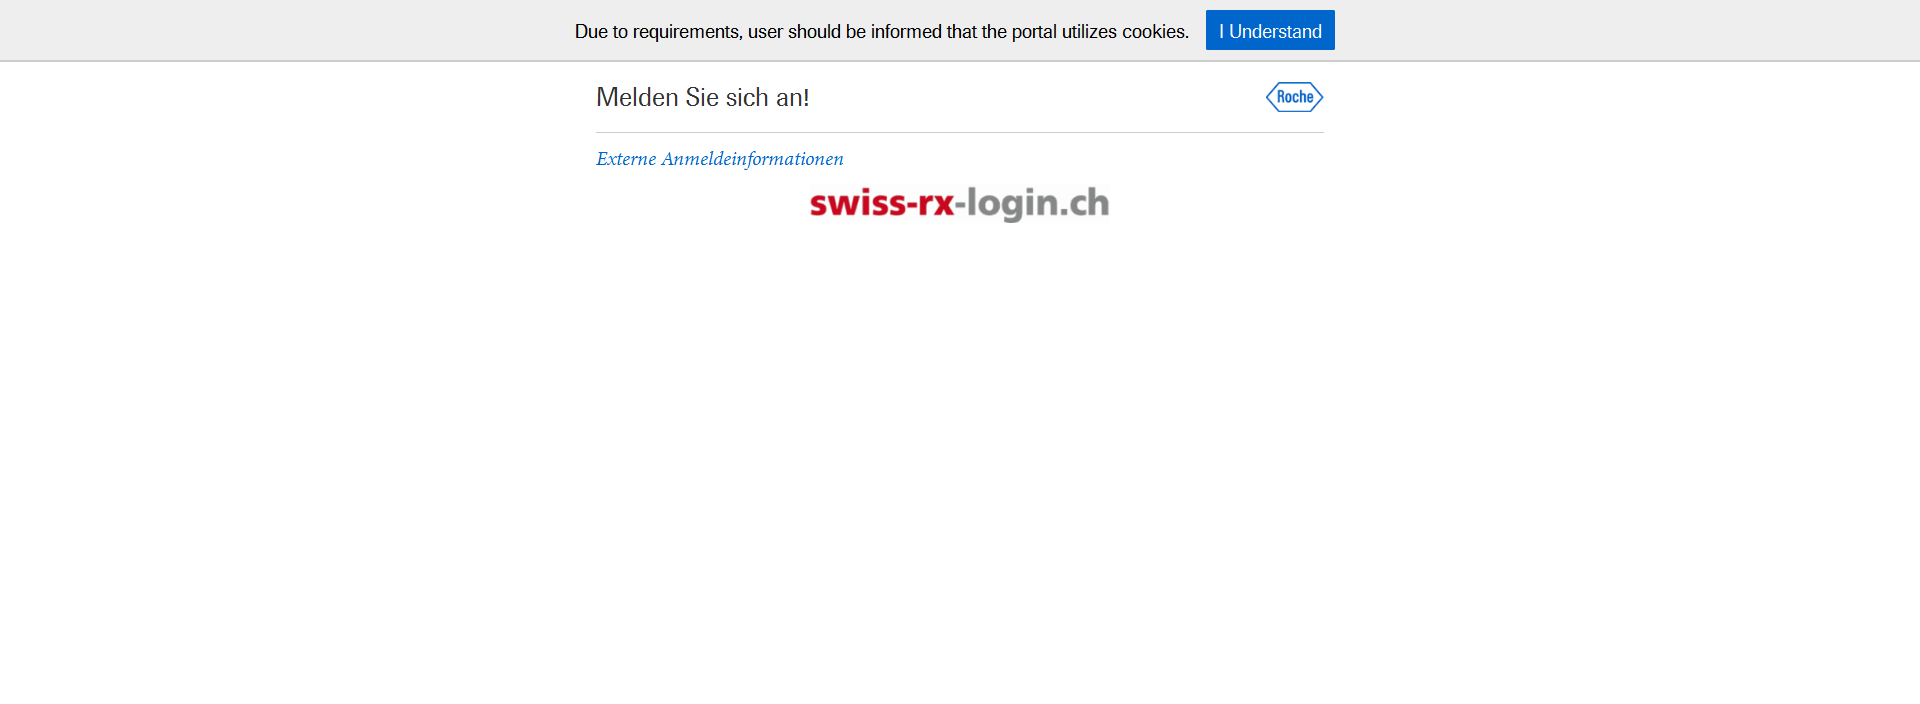 Due to requirements, user should be informed that the portal utilizes cookies. I Understand
Melden Sie sich an! Roche
Externe Anmeldeinformationen
swiss-rx-login.ch